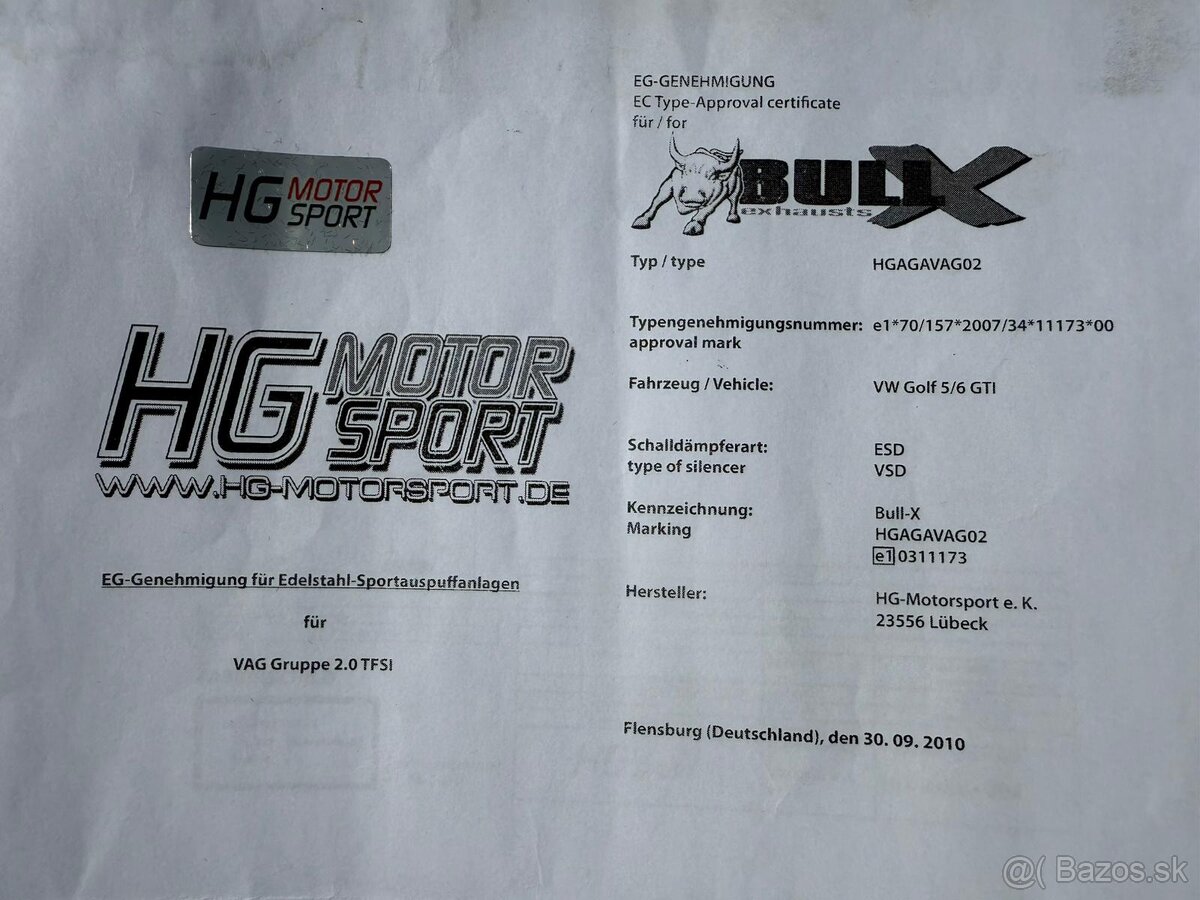 HG MOTOR
SPORT
HG MOTOR
SPORT
WWW.HG-MOTORSPORT.DE
EG-Genehmigung für Edelstahl-Sportauspuffanlagen
für
VAG Gruppe 2.0 TFSI
EG-GENEHMIGUNG
EC Type-Approval certificate
für / for
BULL X
exhausts
Typ / type HGAGAVAG02
Typengenehmigungsnummer: e1*70/157*2007/34*11173*00
approval mark
Fahrzeug / Vehicle: VW Golf 5/6 GTI
Schalldämpferart: ESD
type of silencer VSD
Kennzeichnung: Bull-X
Marking HGAGAVAG02
e1 0311173
Hersteller: HG-Motorsport e. K.
23556 Lübeck
Flensburg (Deutschland), den 30. 09. 2010
@( Bazos.sk